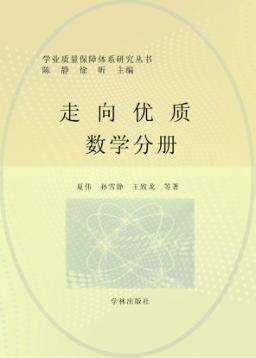 学业质量保障体系研究丛书
陈 静 徐 昕 主编
走向优质
数学分册
夏伟 孙雪静 王致龙 等著
学林出版社